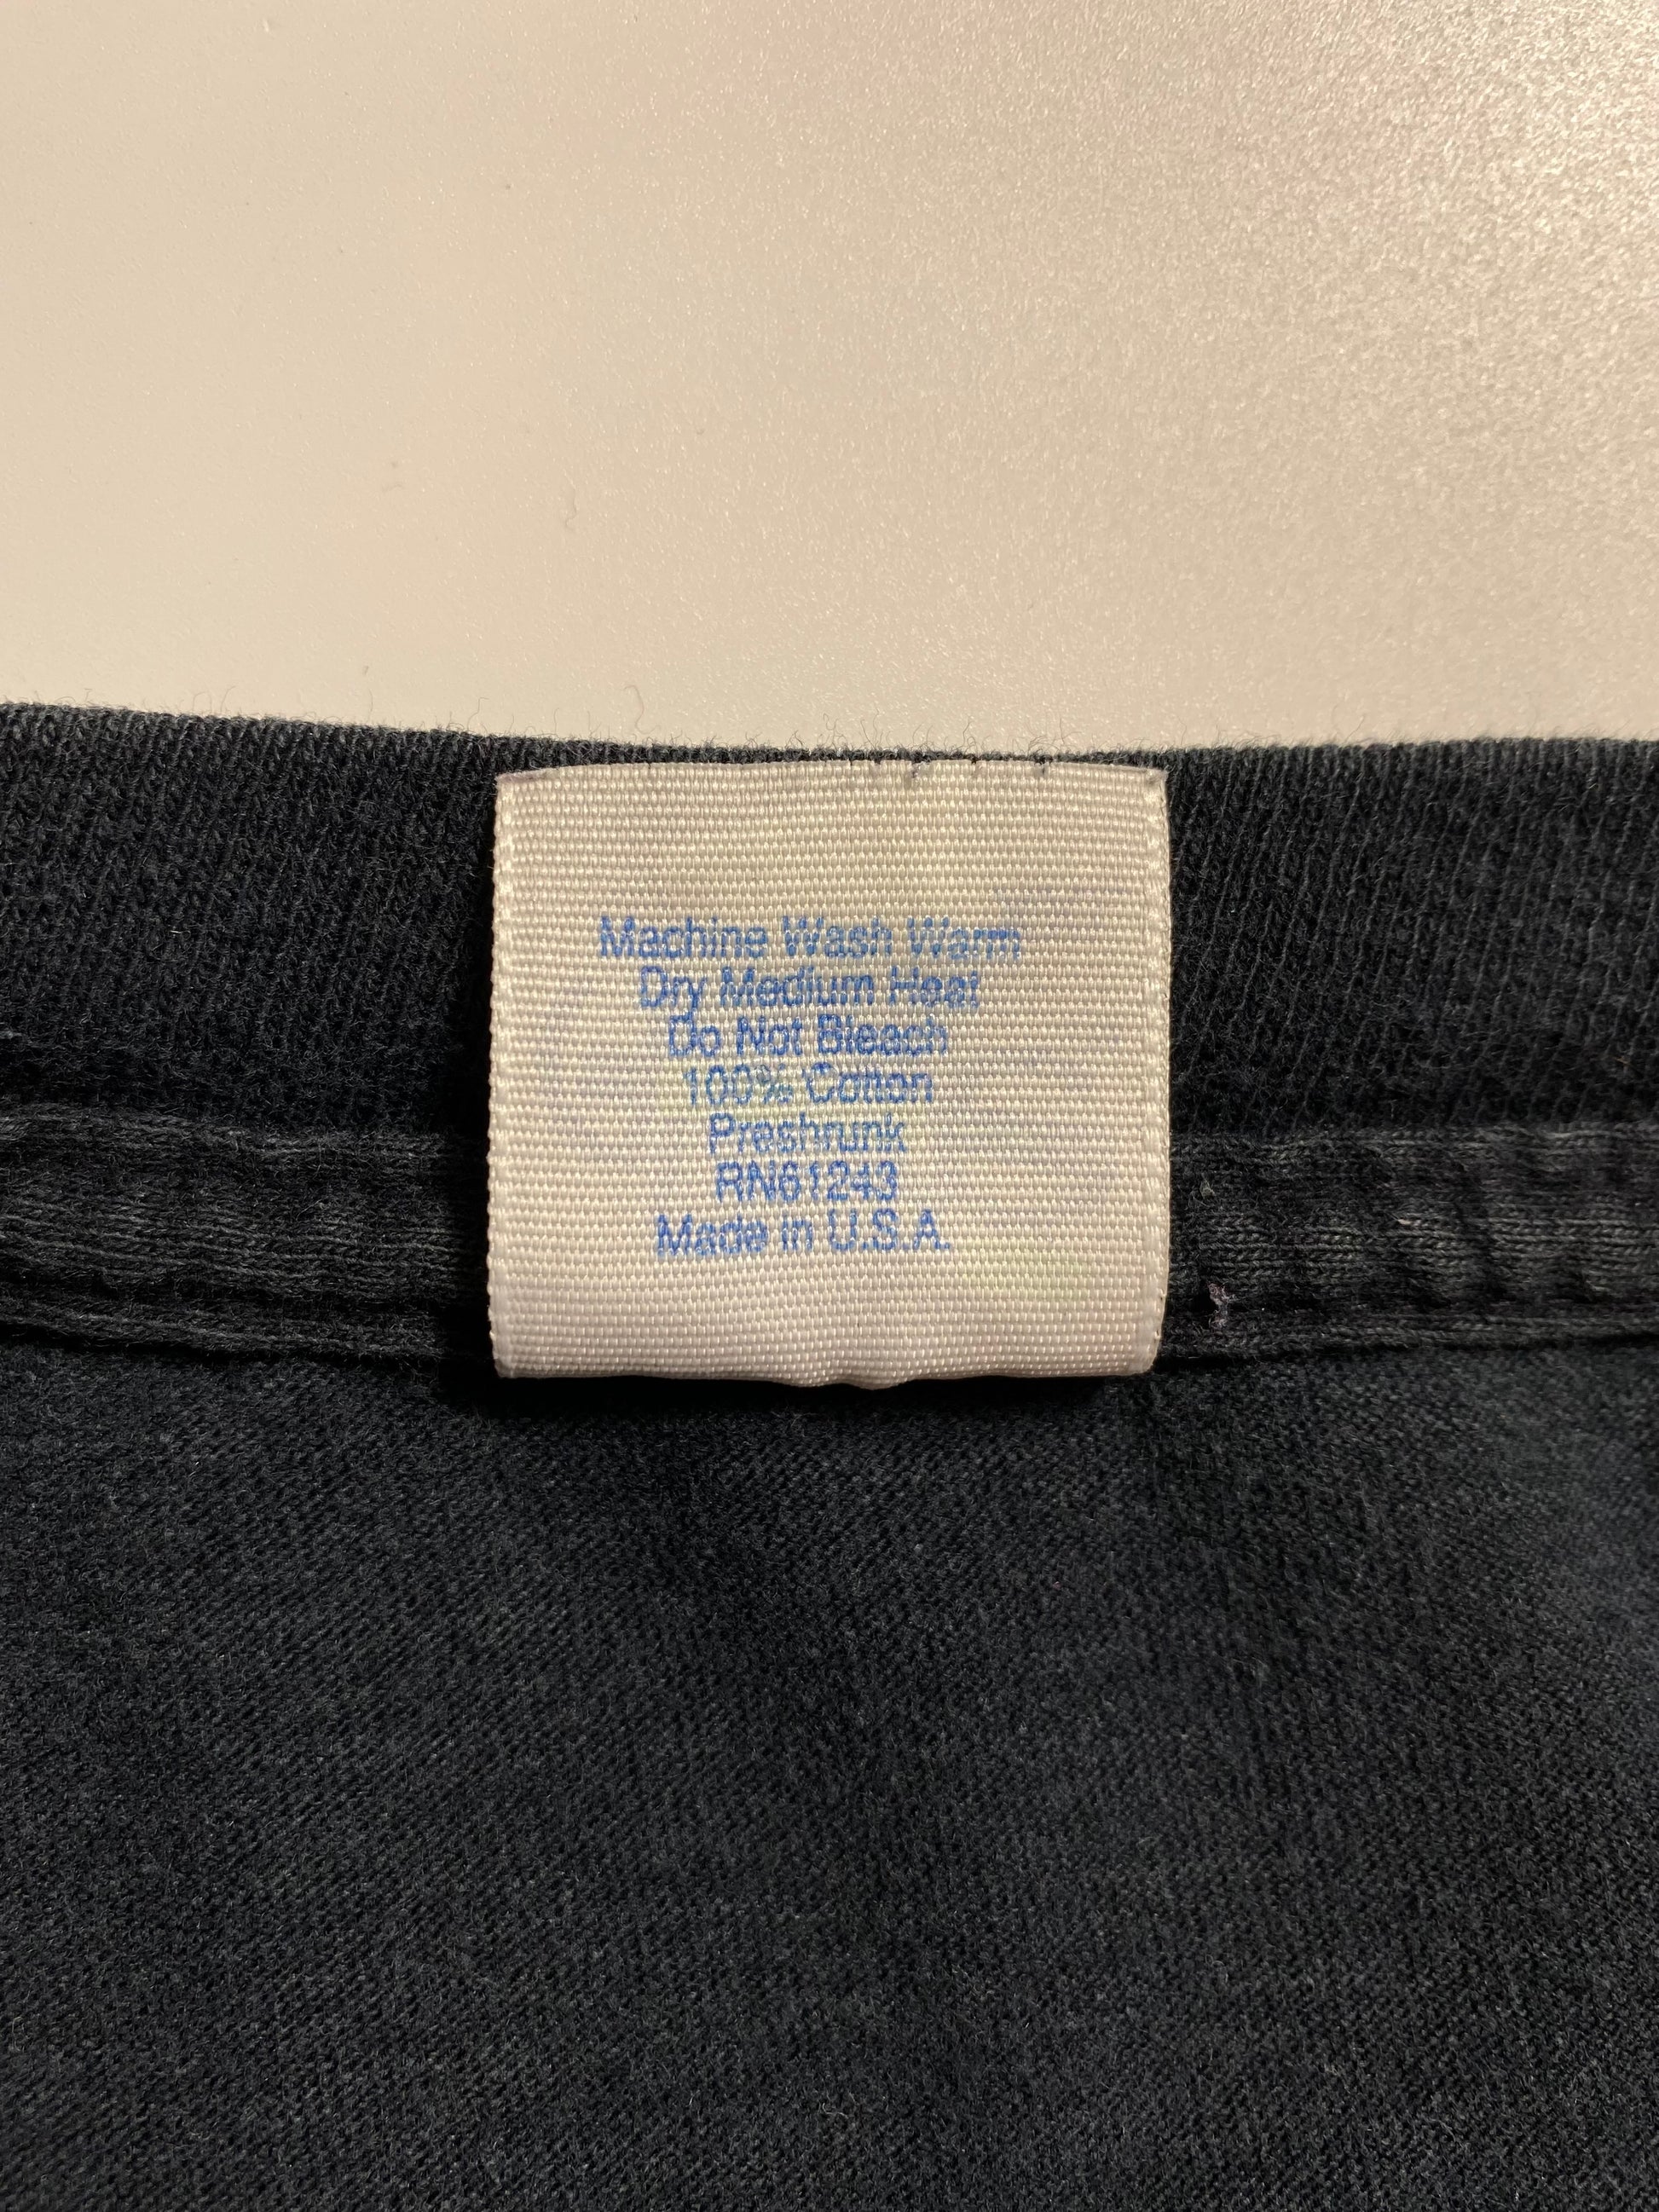 Machine Wash Warm
Dry Medium Heat
Do Not Bleach
100% Cotton
Preshrunk
RN61243
Made in U.S.A.